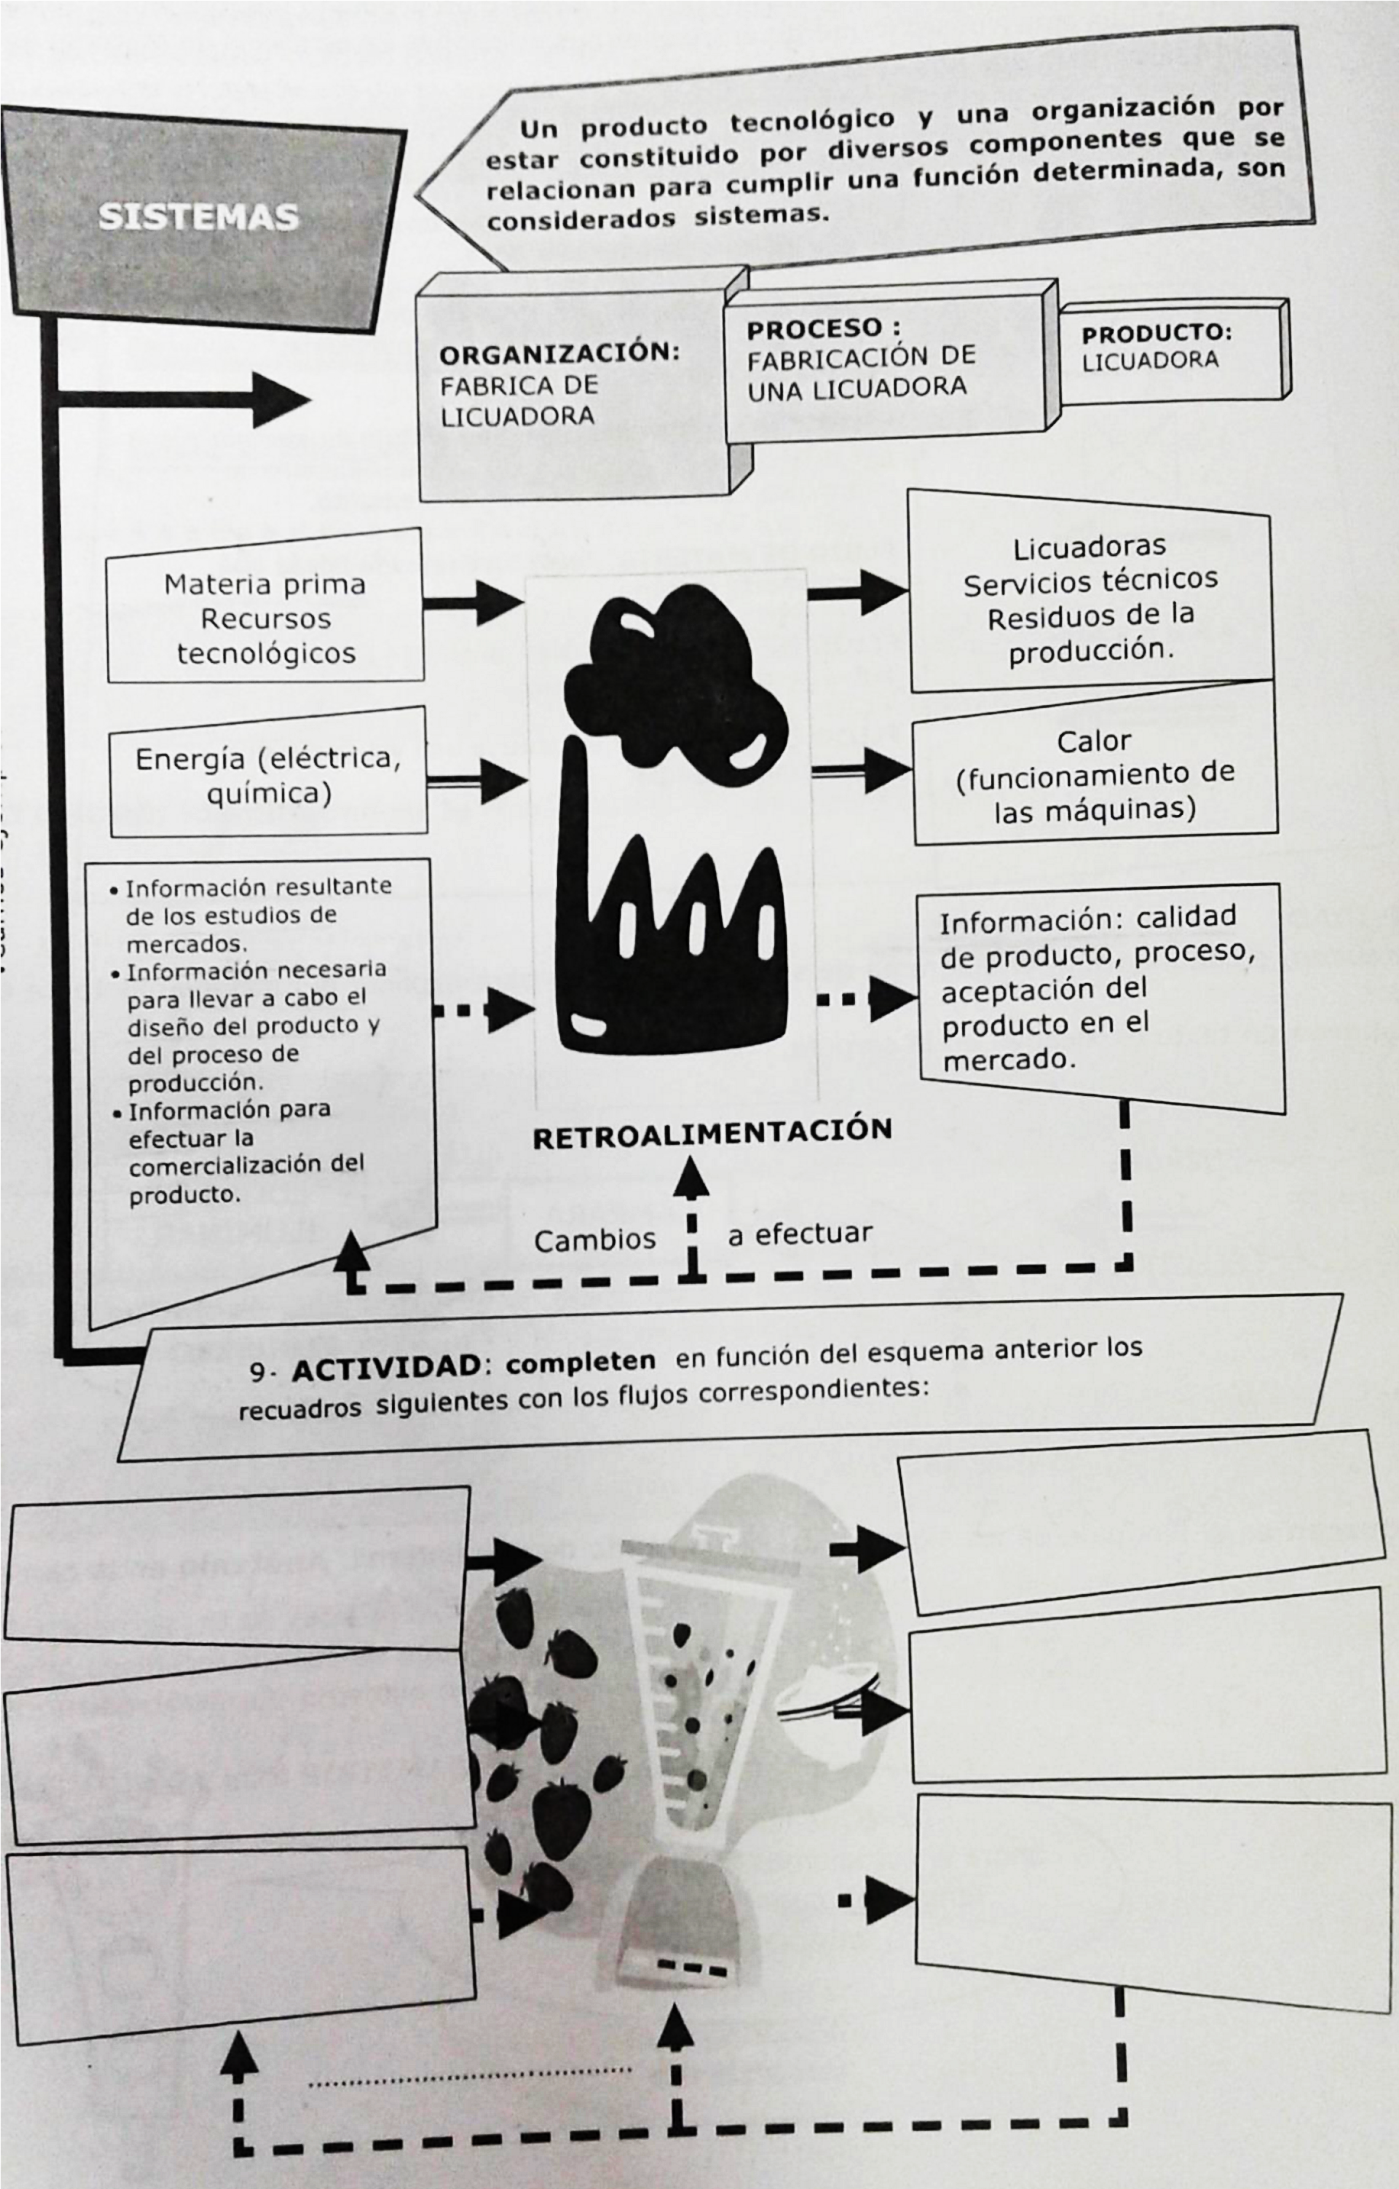 SISTEMAS
Un producto tecnológico y una organización por
estar constituido por diversos componentes que se
relacionan para cumplir una función determinada, son
considerados sistemas.
ORGANIZACIÓN:
FABRICA DE
LICUADORA
PROCESO :
FABRICACIÓN DE
UNA LICUADORA
PRODUCTO:
LICUADORA
Materia prima
Recursos
tecnológicos
Licuadoras
Servicios técnicos
Residuos de la
producción.
Energía (eléctrica,
química)
Calor
(funcionamiento de
las máquinas)
• Información resultante
de los estudios de
mercados.
• Información necesaria
para llevar a cabo el
diseño del producto y
del proceso de
producción.
• Información para
efectuar la
comercialización del
producto.
Información: calidad
de producto, proceso,
aceptación del
producto en el
mercado.
RETROALIMENTACIÓN
Cambios a efectuar
9- ACTIVIDAD: completen en función del esquema anterior los
recuadros siguientes con los flujos correspondientes: